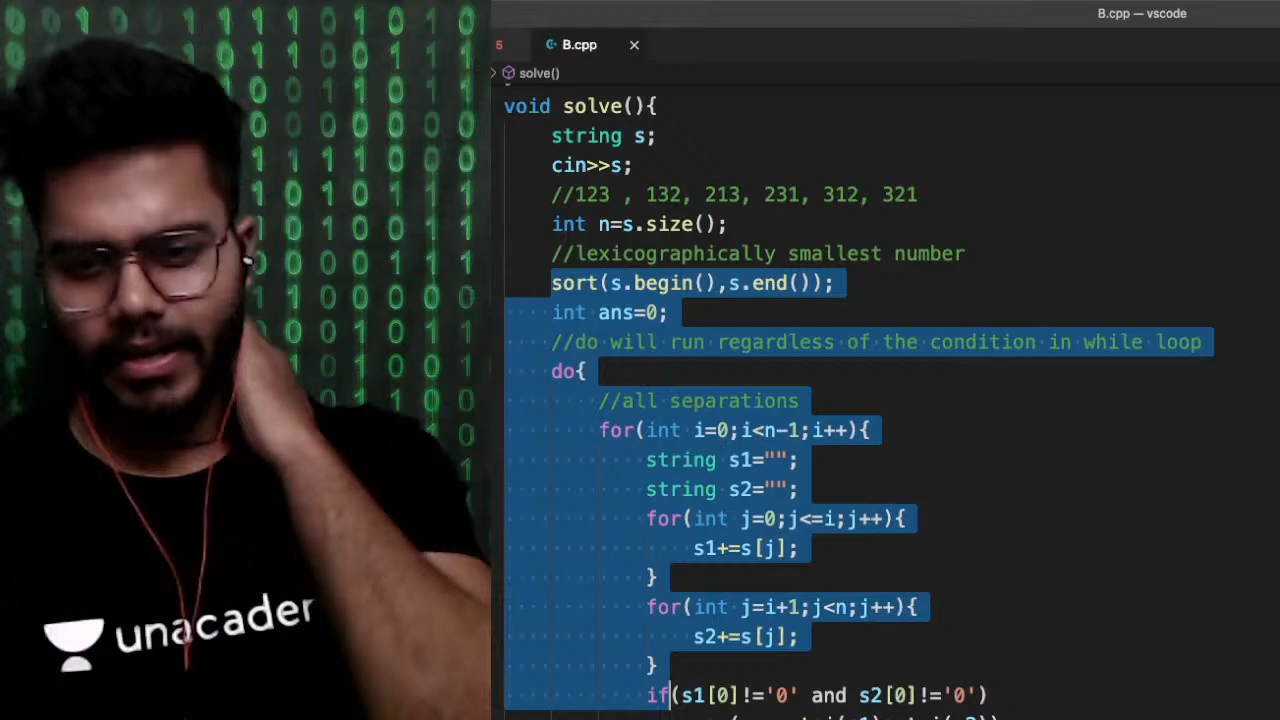 B.cpp — vscode
5 B.cpp ×
solve()
void solve(){
string s;
cin>>s;
//123 , 132, 213, 231, 312, 321
int n=s.size();
//lexicographically smallest number
sort(s.begin(),s.end());
int ans=0;
//do will run regardless of the condition in while loop
do{
//all separations
for(int i=0;i<n-1;i++){
string s1="";
string s2="";
for(int j=0;j<=i;j++){
s1+=s[j];
}
for(int j=i+1;j<n;j++){
s2+=s[j];
}
if(s1[0]!='0' and s2[0]!='0')
unacader